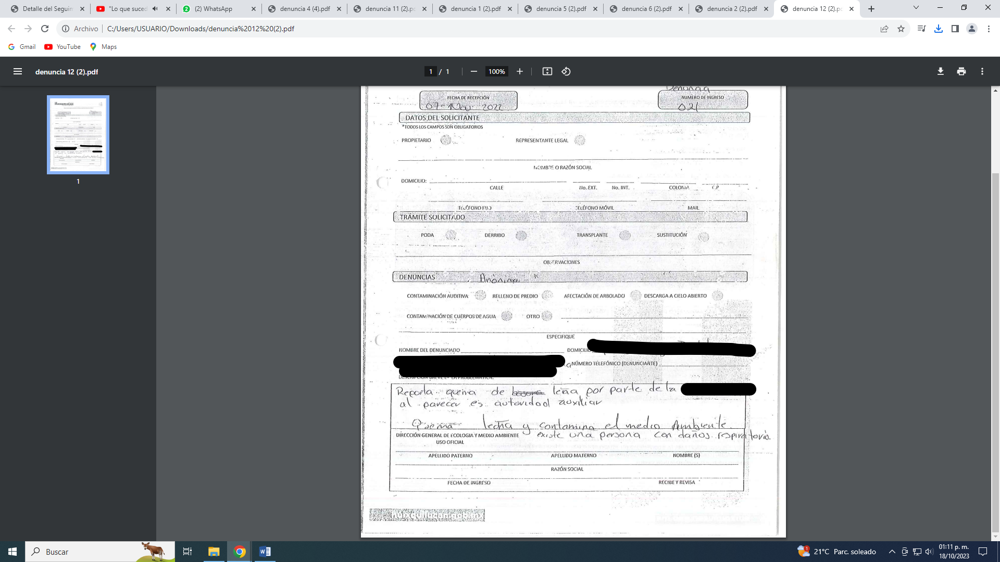 Detalle del Seguim
"Lo que suced
(2) WhatsApp
denuncia 4 (4).pdf
denuncia 11 (2).pdf
denuncia 1 (2).pdf
denuncia 5 (2).pdf
denuncia 6 (2).pdf
denuncia 2 (2).pdf
denuncia 12 (2).pd
Archivo C:/Users/USUARIO/Downloads/denuncia%2012%20(2).pdf
Gmail YouTube Maps
denuncia 12 (2).pdf 1 / 1 100%
HUIXQUILUCAN
1
Denuncia
FECHA DE RECEPCIÓN NUMERO DE INGRESO
07 - Nov - 2022 021
DATOS DEL SOLICITANTE
*TODOS LOS CAMPOS SON OBLIGATORIOS
PROPIETARIO REPRESENTANTE LEGAL
NOMBRE O RAZÓN SOCIAL
DOMICILIO:
CALLE No. EXT. No. INT. COLONIA C.P
TELÉFONO FIJO TELÉFONO MÓVIL MAIL
TRÁMITE SOLICITADO
PODA DERRIBO TRANSPLANTE SUSTITUCIÓN
OBSERVACIONES
DENUNCIAS Anónima
CONTAMINACIÓN AUDITIVA RELLENO DE PREDIO AFECTACIÓN DE ARBOLADO DESCARGA A CIELO ABIERTO
CONTAMINACIÓN DE CUERPOS DE AGUA OTRO
ESPECIFIQUE
NOMBRE DEL DENUNCIADO DOMICILIO
NÚMERO TELEFÓNICO (DENUNCIANTE)
DESCRIPCIÓN BREVE DE LA PROBLEMATICA:
Reporta quema de basura leña por parte de la
al parecer es autoridad auxiliar
Quema leña y contamina el medio Ambiente.
DIRECCIÓN GENERAL DE ECOLOGIA Y MEDIO AMBIENTE existe una persona con daños respiratorio.
USO OFICIAL
APELLIDO PATERNO APELLIDO MATERNO NOMBRE (S)
RAZÓN SOCIAL
FECHA DE INGRESO RECIBE Y REVISA
huixquilucan.gob.mx
Buscar
1
21°C Parc. soleado
01:11 p. m.
18/10/2023